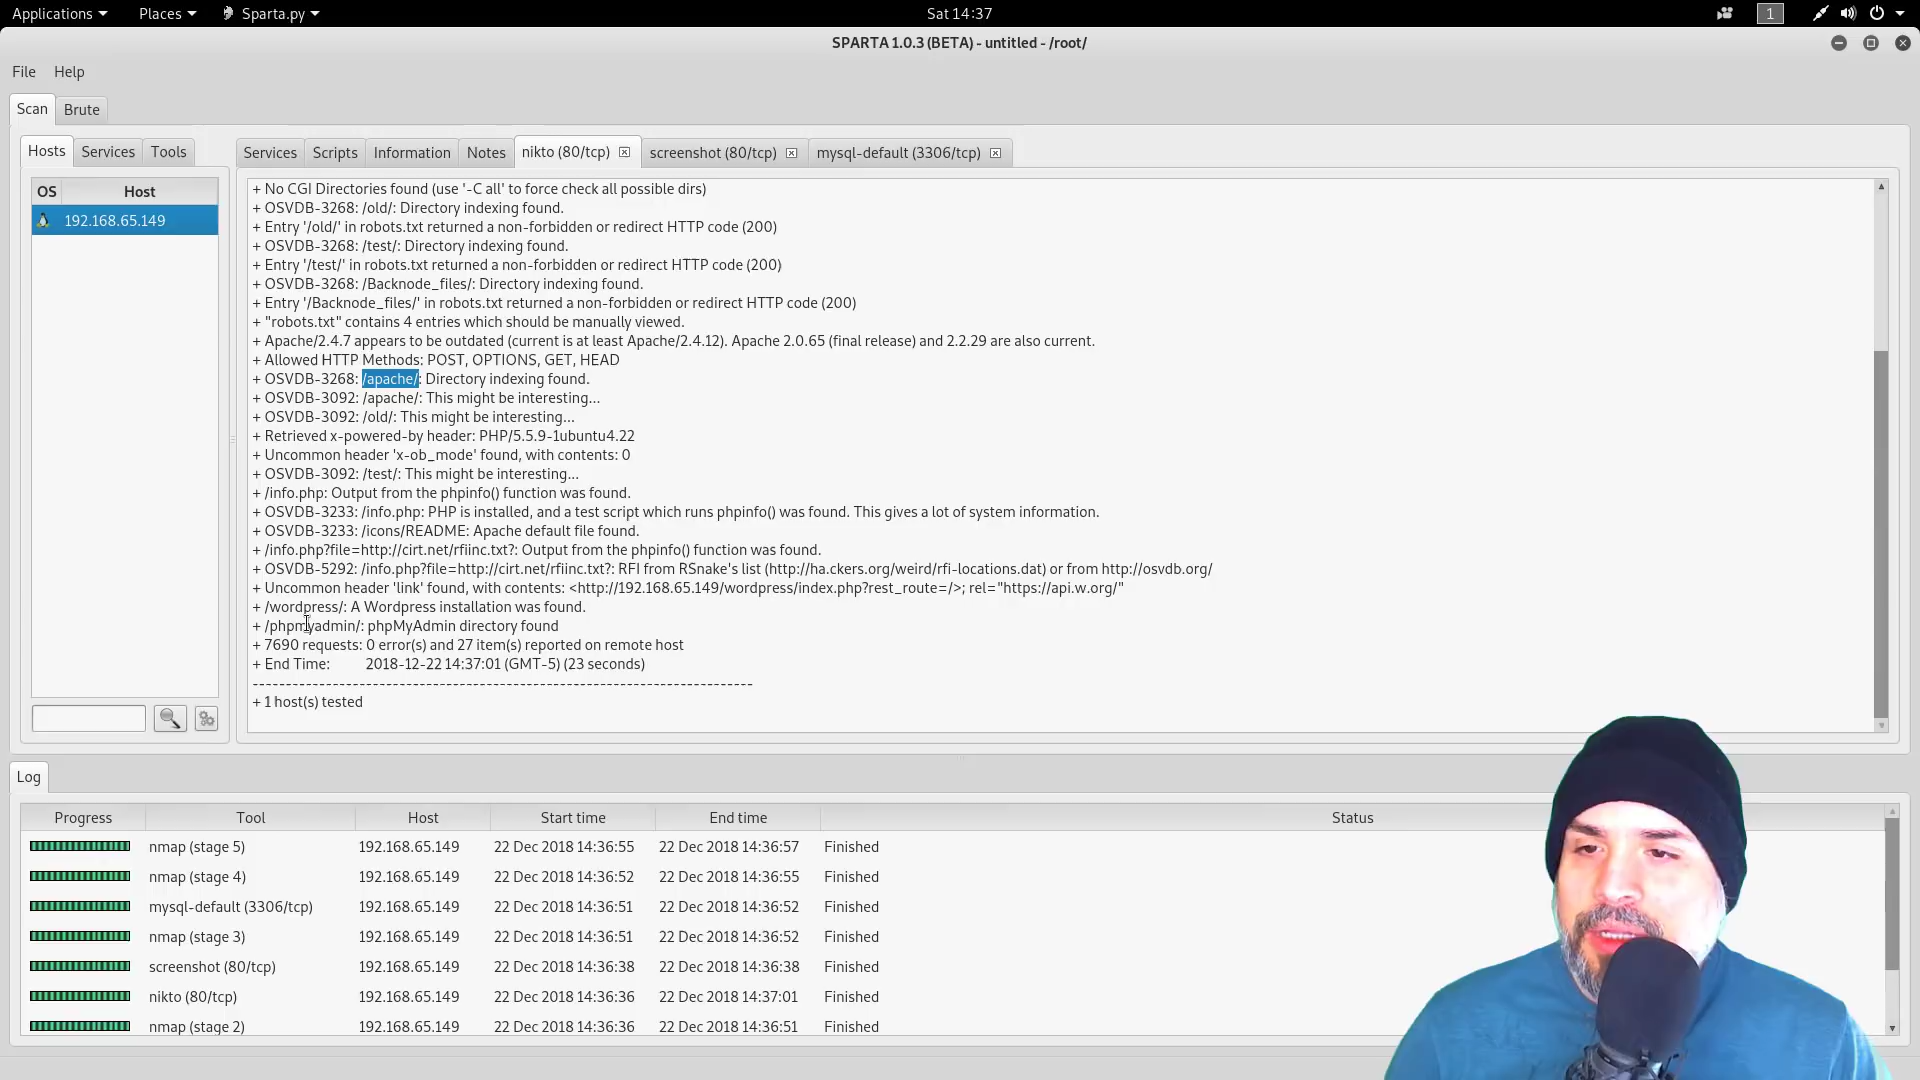 Applications Places Sparta.py Sat 14:37 1
SPARTA 1.0.3 (BETA) - untitled - /root/
File Help
Scan Brute
Hosts Services Tools
Services Scripts Information Notes nikto (80/tcp) screenshot (80/tcp) mysql-default (3306/tcp)
OS Host
192.168.65.149
+ No CGI Directories found (use '-C all' to force check all possible dirs)
+ OSVDB-3268: /old/: Directory indexing found.
+ Entry '/old/' in robots.txt returned a non-forbidden or redirect HTTP code (200)
+ OSVDB-3268: /test/: Directory indexing found.
+ Entry '/test/' in robots.txt returned a non-forbidden or redirect HTTP code (200)
+ OSVDB-3268: /Backnode_files/: Directory indexing found.
+ Entry '/Backnode_files/' in robots.txt returned a non-forbidden or redirect HTTP code (200)
+ "robots.txt" contains 4 entries which should be manually viewed.
+ Apache/2.4.7 appears to be outdated (current is at least Apache/2.4.12). Apache 2.0.65 (final release) and 2.2.29 are also current.
+ Allowed HTTP Methods: POST, OPTIONS, GET, HEAD
+ OSVDB-3268: /apache/: Directory indexing found.
+ OSVDB-3092: /apache/: This might be interesting...
+ OSVDB-3092: /old/: This might be interesting...
+ Retrieved x-powered-by header: PHP/5.5.9-1ubuntu4.22
+ Uncommon header 'x-ob_mode' found, with contents: 0
+ OSVDB-3092: /test/: This might be interesting...
+ /info.php: Output from the phpinfo() function was found.
+ OSVDB-3233: /info.php: PHP is installed, and a test script which runs phpinfo() was found. This gives a lot of system information.
+ OSVDB-3233: /icons/README: Apache default file found.
+ /info.php?file=http://cirt.net/rfiinc.txt?: Output from the phpinfo() function was found.
+ OSVDB-5292: /info.php?file=http://cirt.net/rfiinc.txt?: RFI from RSnake's list (http://ha.ckers.org/weird/rfi-locations.dat) or from http://osvdb.org/
+ Uncommon header 'link' found, with contents: <http://192.168.65.149/wordpress/index.php?rest_route=/>; rel="https://api.w.org/"
+ /wordpress/: A Wordpress installation was found.
+ /phpmyadmin/: phpMyAdmin directory found
+ 7690 requests: 0 error(s) and 27 item(s) reported on remote host
+ End Time: 2018-12-22 14:37:01 (GMT-5) (23 seconds)
---------------------------------------------------------------------------
+ 1 host(s) tested
Log
Progress Tool Host Start time End time Status
nmap (stage 5) 192.168.65.149 22 Dec 2018 14:36:55 22 Dec 2018 14:36:57 Finished
nmap (stage 4) 192.168.65.149 22 Dec 2018 14:36:52 22 Dec 2018 14:36:55 Finished
mysql-default (3306/tcp) 192.168.65.149 22 Dec 2018 14:36:51 22 Dec 2018 14:36:52 Finished
nmap (stage 3) 192.168.65.149 22 Dec 2018 14:36:51 22 Dec 2018 14:36:52 Finished
screenshot (80/tcp) 192.168.65.149 22 Dec 2018 14:36:38 22 Dec 2018 14:36:38 Finished
nikto (80/tcp) 192.168.65.149 22 Dec 2018 14:36:36 22 Dec 2018 14:37:01 Finished
nmap (stage 2) 192.168.65.149 22 Dec 2018 14:36:36 22 Dec 2018 14:36:51 Finished